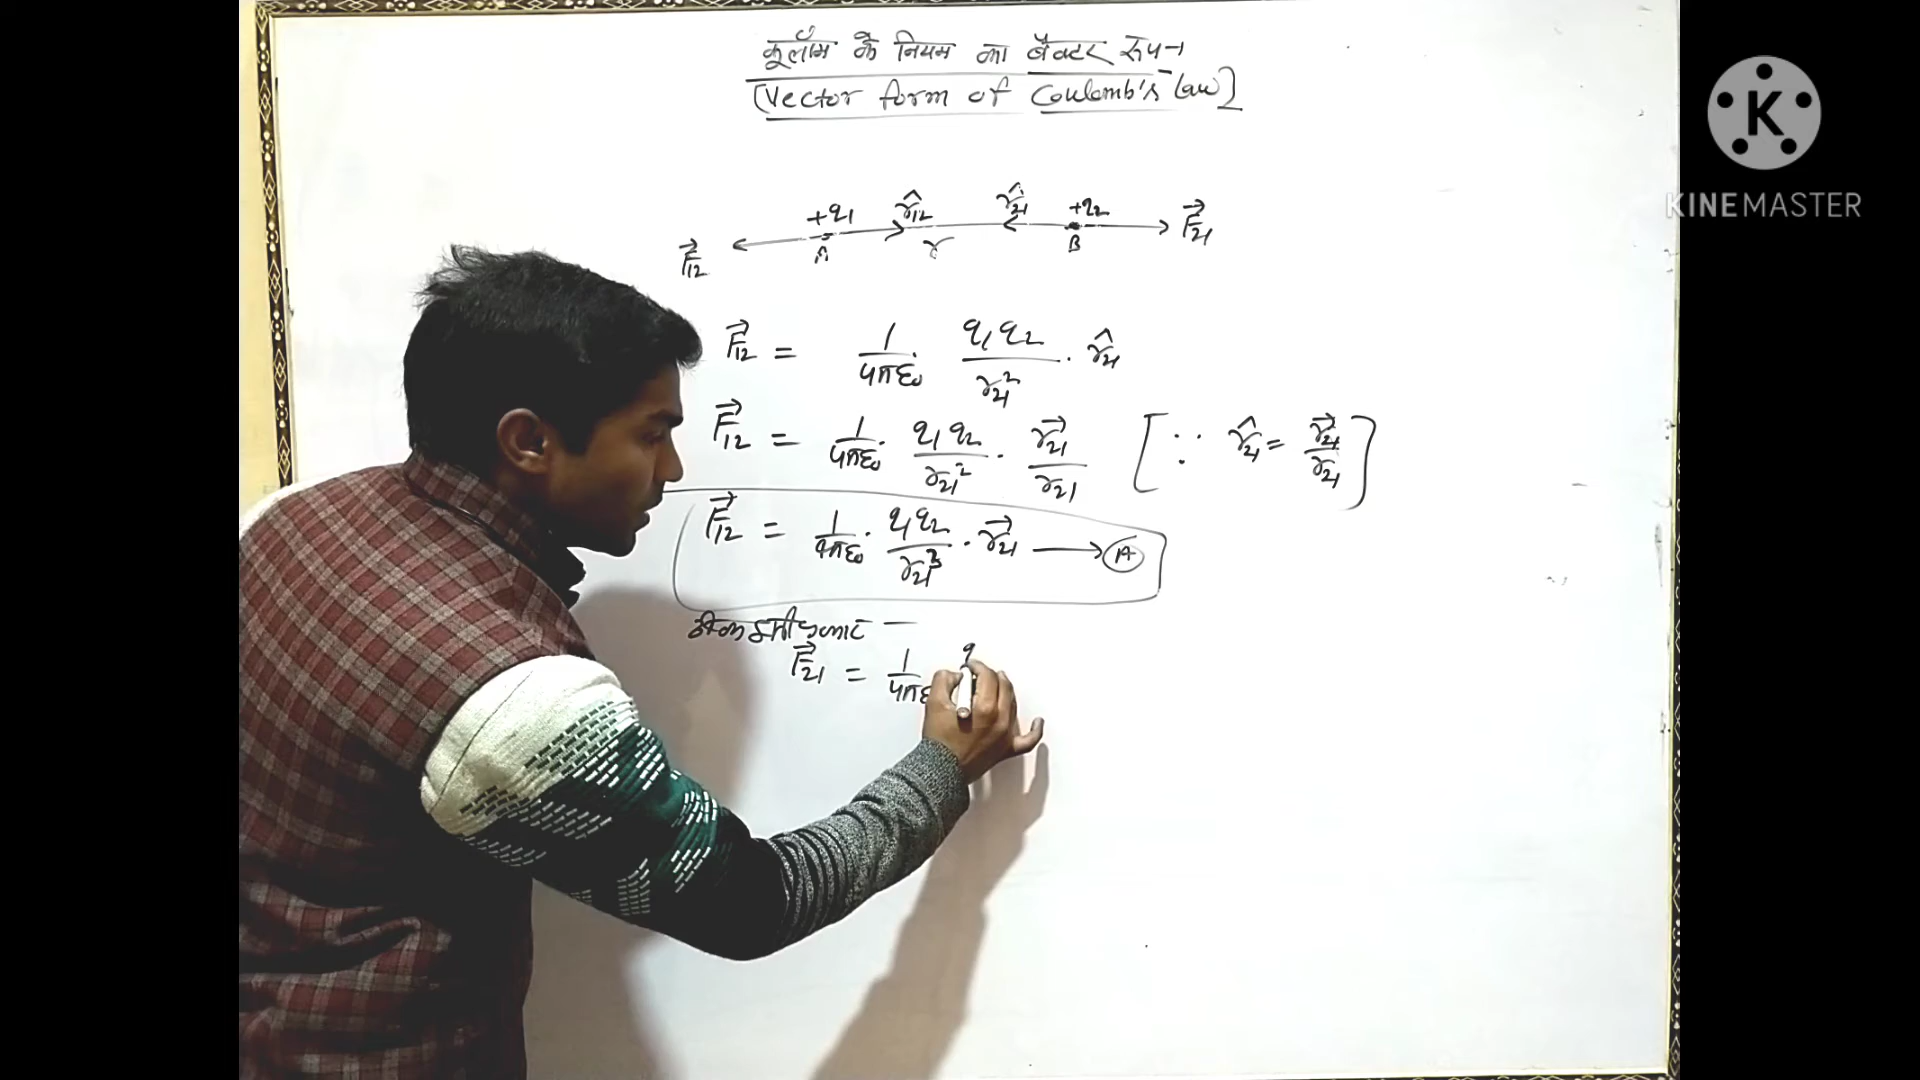 कूलॉम के नियम का वैक्टर रूप→
[Vector form of Coulomb's Law]
K
KINEMASTER
+q₁ r̂₁₂ r̂₂₁ +q₂
F⃗₁₂ A r B F⃗₂₁
F⃗₁₂ = 1/4πε₀ · q₁q₂/r₂₁² · r̂₂₁
F⃗₁₂ = 1/4πε₀ · q₁q₂/r₂₁² · r⃗₂₁/r₂₁ [∵ r̂₂₁ = r⃗₂₁/r₂₁]
F⃗₁₂ = 1/4πε₀ · q₁q₂/r₂₁³ · r⃗₂₁ → A
ठीक इसी प्रकार —
F⃗₂₁ = 1/4πε q